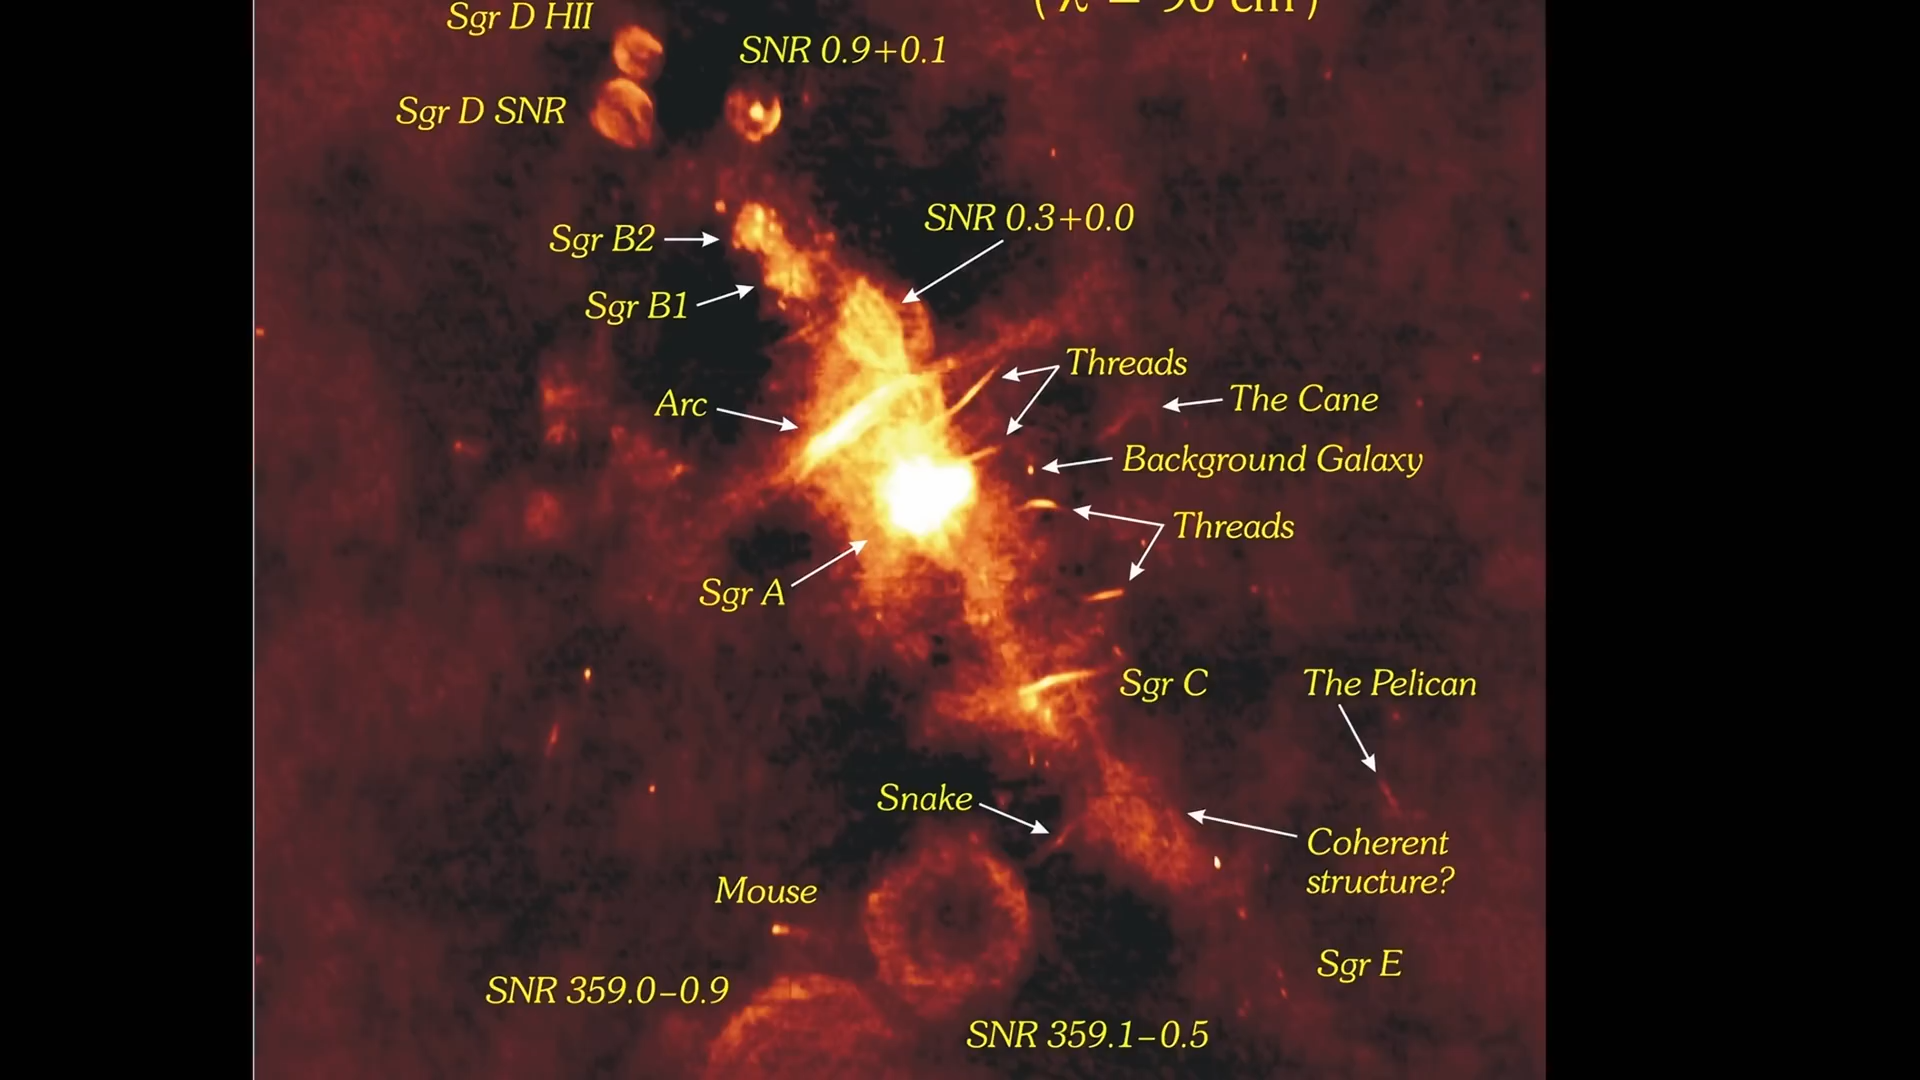 Sgr D HII
(λ = 90 cm)
SNR 0.9+0.1
Sgr D SNR
SNR 0.3+0.0
Sgr B2
Sgr B1
Threads
The Cane
Arc
Background Galaxy
Threads
Sgr A
Sgr C
The Pelican
Snake
Coherent
structure?
Mouse
Sgr E
SNR 359.0–0.9
SNR 359.1–0.5